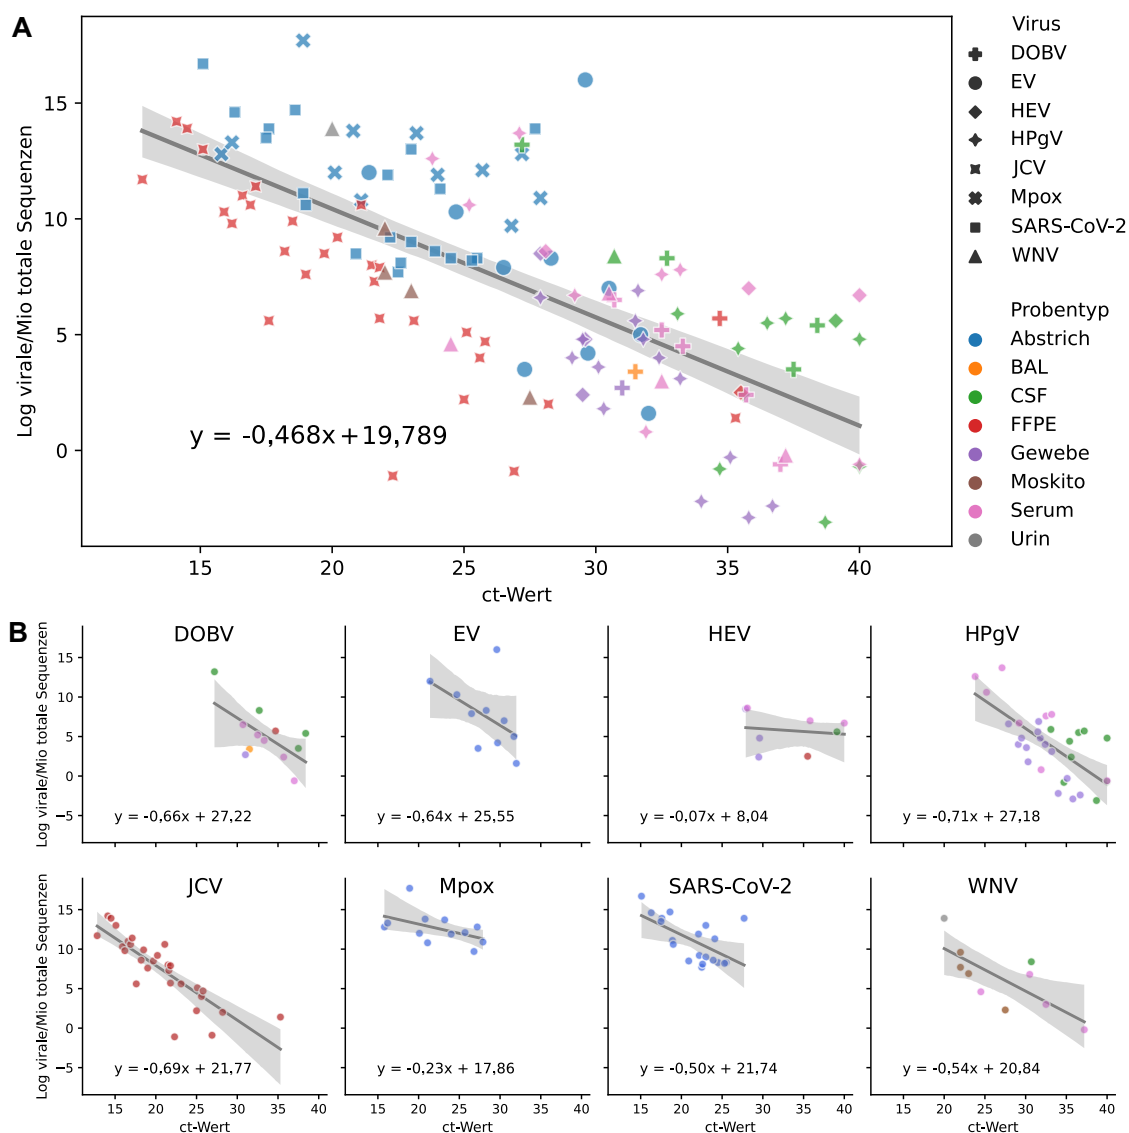 A
Log virale/Mio totale Sequenzen
15
10
5
0
y = -0,468x+19,789
15 20 25 30 35 40
ct-Wert
Virus
DOBV
EV
HEV
HPgV
JCV
Mpox
SARS-CoV-2
WNV
Probentyp
Abstrich
BAL
CSF
FFPE
Gewebe
Moskito
Serum
Urin
B
Log virale/Mio totale Sequenzen
15
10
5
0
−5
DOBV
y = -0,66x + 27,22
EV
y = -0,64x + 25,55
HEV
y = -0,07x + 8,04
HPgV
y = -0,71x + 27,18
Log virale/Mio totale Sequenzen
15
10
5
0
−5
JCV
y = -0,69x + 21,77
15 20 25 30 35 40
ct-Wert
Mpox
y = -0,23x + 17,86
15 20 25 30 35 40
ct-Wert
SARS-CoV-2
y = -0,50x + 21,74
15 20 25 30 35 40
ct-Wert
WNV
y = -0,54x + 20,84
15 20 25 30 35 40
ct-Wert